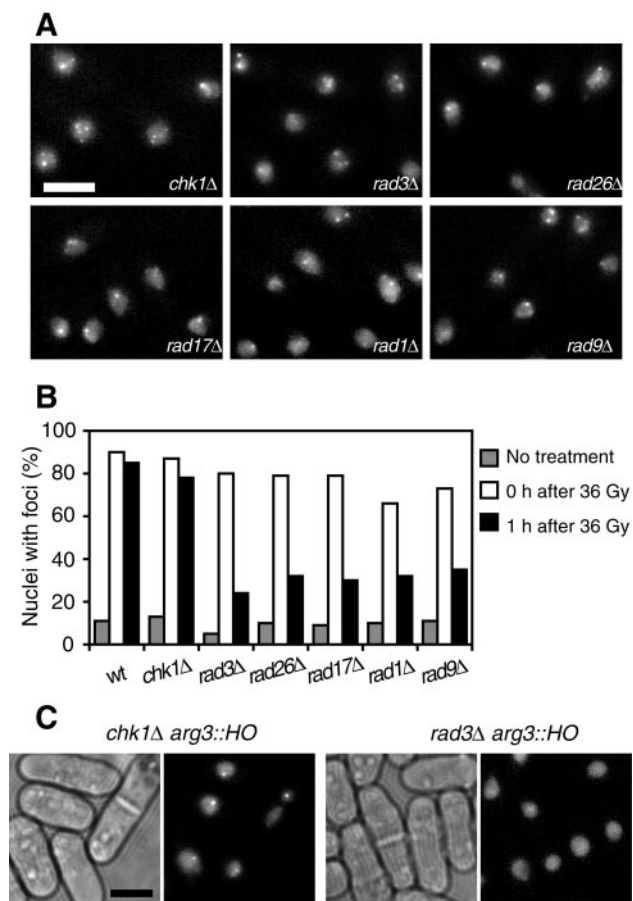 A
chk1Δ
rad3Δ
rad26Δ
rad17Δ
rad1Δ
rad9Δ
B
Nuclei with foci (%)
100
80
60
40
20
0
wt
chk1Δ
rad3Δ
rad26Δ
rad17Δ
rad1Δ
rad9Δ
No treatment
0 h after 36 Gy
1 h after 36 Gy
C
chk1Δ arg3::HO
rad3Δ arg3::HO